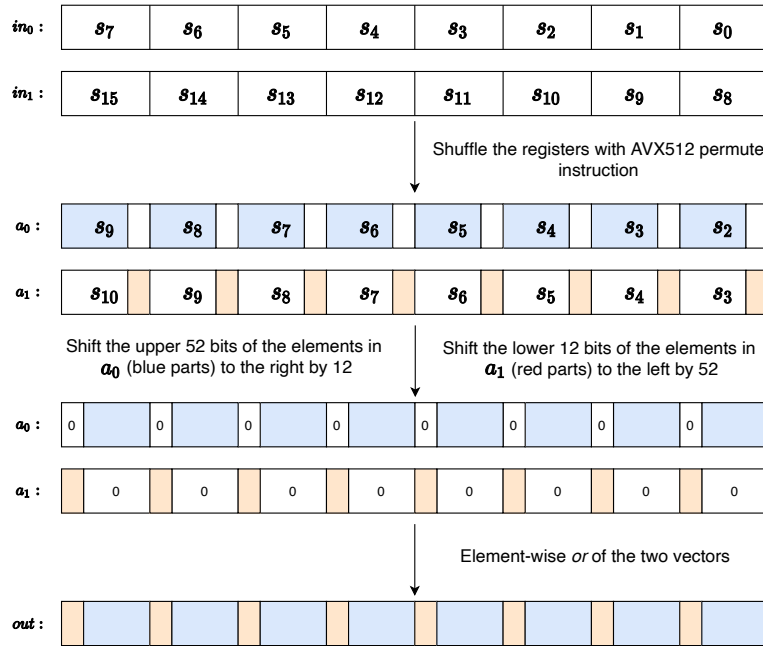 in₀ : s₇ s₆ s₅ s₄ s₃ s₂ s₁ s₀
in₁ : s₁₅ s₁₄ s₁₃ s₁₂ s₁₁ s₁₀ s₉ s₈
Shuffle the registers with AVX512 permute
instruction
a₀ : s₉ s₈ s₇ s₆ s₅ s₄ s₃ s₂
a₁ : s₁₀ s₉ s₈ s₇ s₆ s₅ s₄ s₃
Shift the upper 52 bits of the elements in
a₀ (blue parts) to the right by 12
Shift the lower 12 bits of the elements in
a₁ (red parts) to the left by 52
a₀ : 0 0 0 0 0 0 0 0
a₁ : 0 0 0 0 0 0 0 0
Element-wise or of the two vectors
out :